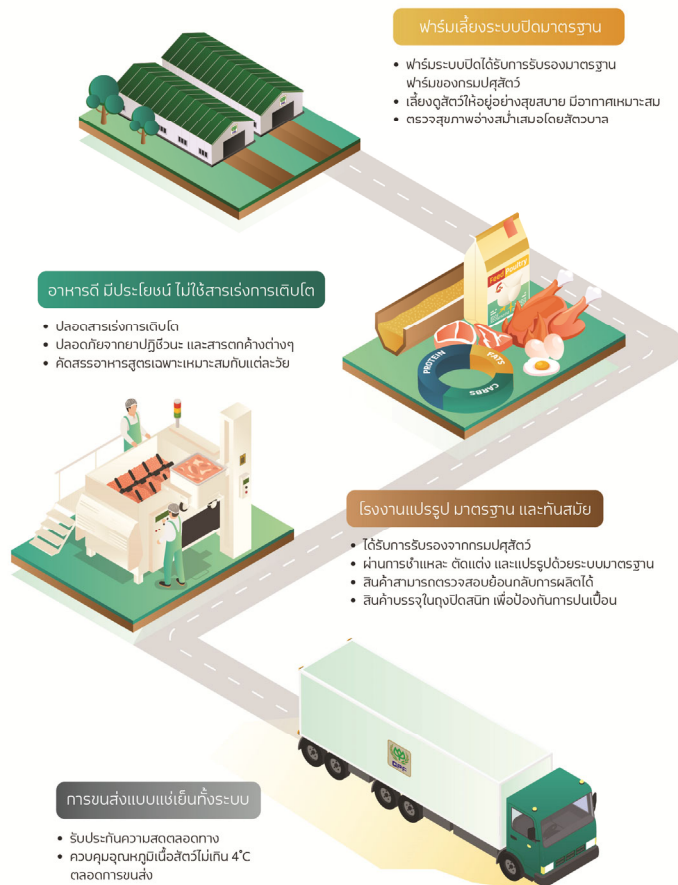 ฟาร์มเลี้ยงระบบปิดมาตรฐาน
• ฟาร์มระบบปิดได้รับการรับรองมาตรฐาน
ฟาร์มของกรมปศุสัตว์
• เลี้ยงดูสัตว์ให้อยู่อย่างสุขสบาย มีอากาศเหมาะสม
• ตรวจสุขภาพอย่างสม่ำเสมอโดยสัตวบาล
Feed Poultry
อาหารดี มีประโยชน์ ไม่ใช้สารเร่งการเติบโต
• ปลอดสารเร่งการเติบโต
• ปลอดภัยจากยาปฏิชีวนะ และสารตกค้างต่างๆ
• คัดสรรอาหารสูตรเฉพาะเหมาะสมกับแต่ละวัย
PROTEIN
FATS
CARBS
โรงงานแปรรูป มาตรฐาน และทันสมัย
• ได้รับการรับรองจากกรมปศุสัตว์
• ผ่านการชำแหละ ตัดแต่ง และแปรรูปด้วยระบบมาตรฐาน
• สินค้าสามารถตรวจสอบย้อนกลับการผลิตได้
• สินค้าบรรจุในถุงปิดสนิท เพื่อป้องกันการปนเปื้อน
CPF
การขนส่งแบบแช่เย็นทั้งระบบ
• รับประกันความสดตลอดทาง
• ควบคุมอุณหภูมิเนื้อสัตว์ไม่เกิน 4°C
ตลอดการขนส่ง